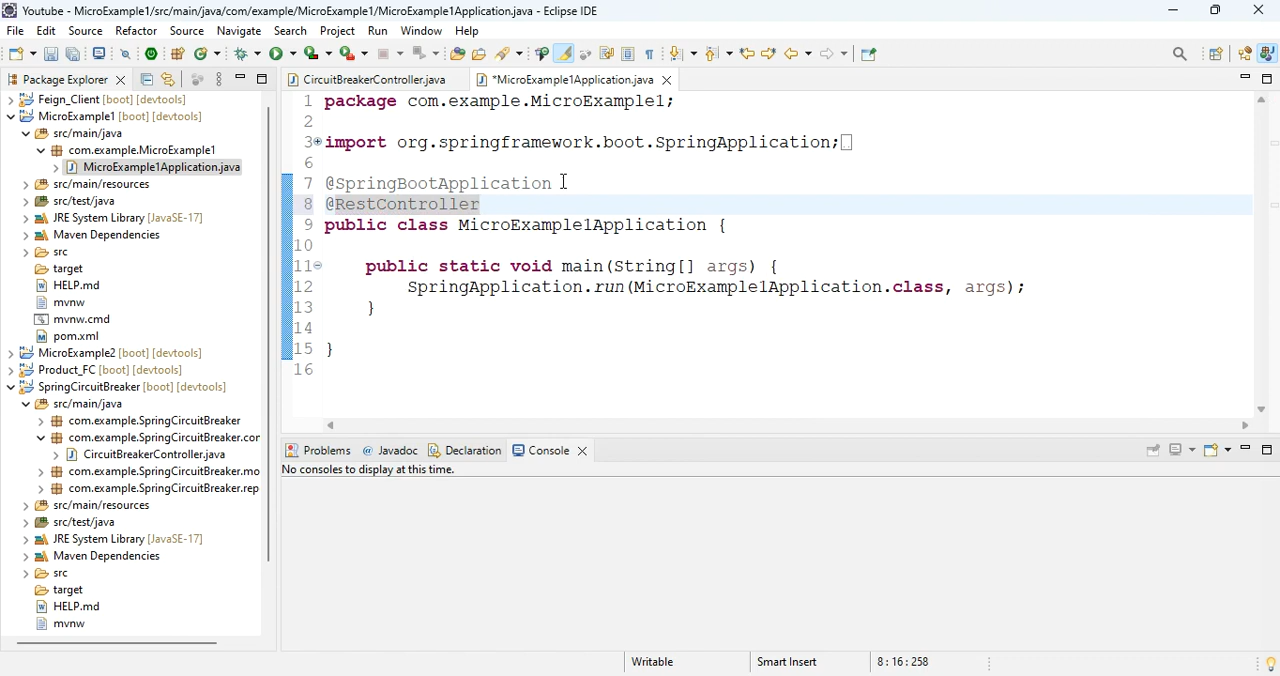 Youtube - MicroExample1/src/main/java/com/example/MicroExample1/MicroExample1Application.java - Eclipse IDE
File Edit Source Refactor Source Navigate Search Project Run Window Help
Package Explorer
CircuitBreakerController.java
*MicroExample1Application.java
Feign_Client [boot] [devtools]
MicroExample1 [boot] [devtools]
src/main/java
com.example.MicroExample1
MicroExample1Application.java
src/main/resources
src/test/java
JRE System Library [JavaSE-17]
Maven Dependencies
src
target
HELP.md
mvnw
mvnw.cmd
pom.xml
MicroExample2 [boot] [devtools]
Product_FC [boot] [devtools]
SpringCircuitBreaker [boot] [devtools]
src/main/java
com.example.SpringCircuitBreaker
com.example.SpringCircuitBreaker.cor
CircuitBreakerController.java
com.example.SpringCircuitBreaker.mo
com.example.SpringCircuitBreaker.rep
src/main/resources
src/test/java
JRE System Library [JavaSE-17]
Maven Dependencies
src
target
HELP.md
mvnw
1 package com.example.MicroExample1;
2
3 import org.springframework.boot.SpringApplication;
6
7 @SpringBootApplication
8 @RestController
9 public class MicroExample1Application {
10
11 public static void main(String[] args) {
12 SpringApplication.run(MicroExample1Application.class, args);
13 }
14
15 }
16
Problems Javadoc Declaration Console
No consoles to display at this time.
Writable Smart Insert 8 : 16 : 258